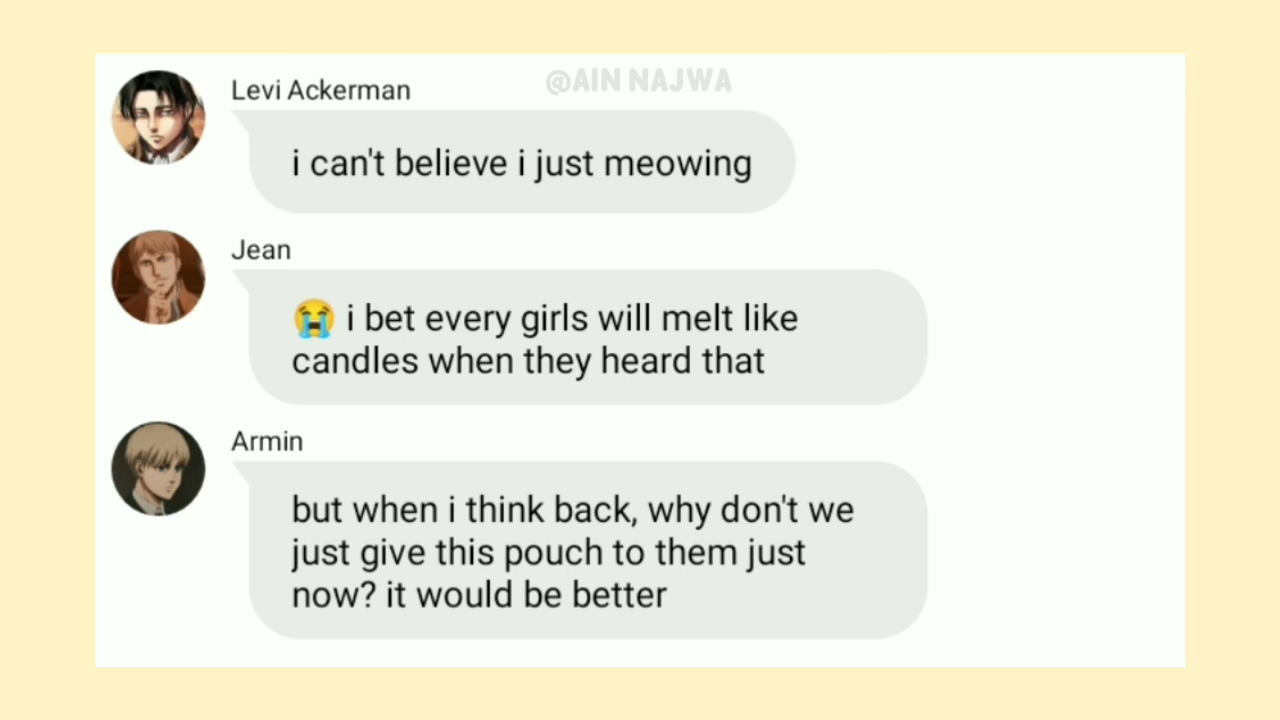 @AIN NAJWA
Levi Ackerman
i can't believe i just meowing
Jean
😭 i bet every girls will melt like
candles when they heard that
Armin
but when i think back, why don't we
just give this pouch to them just
now? it would be better